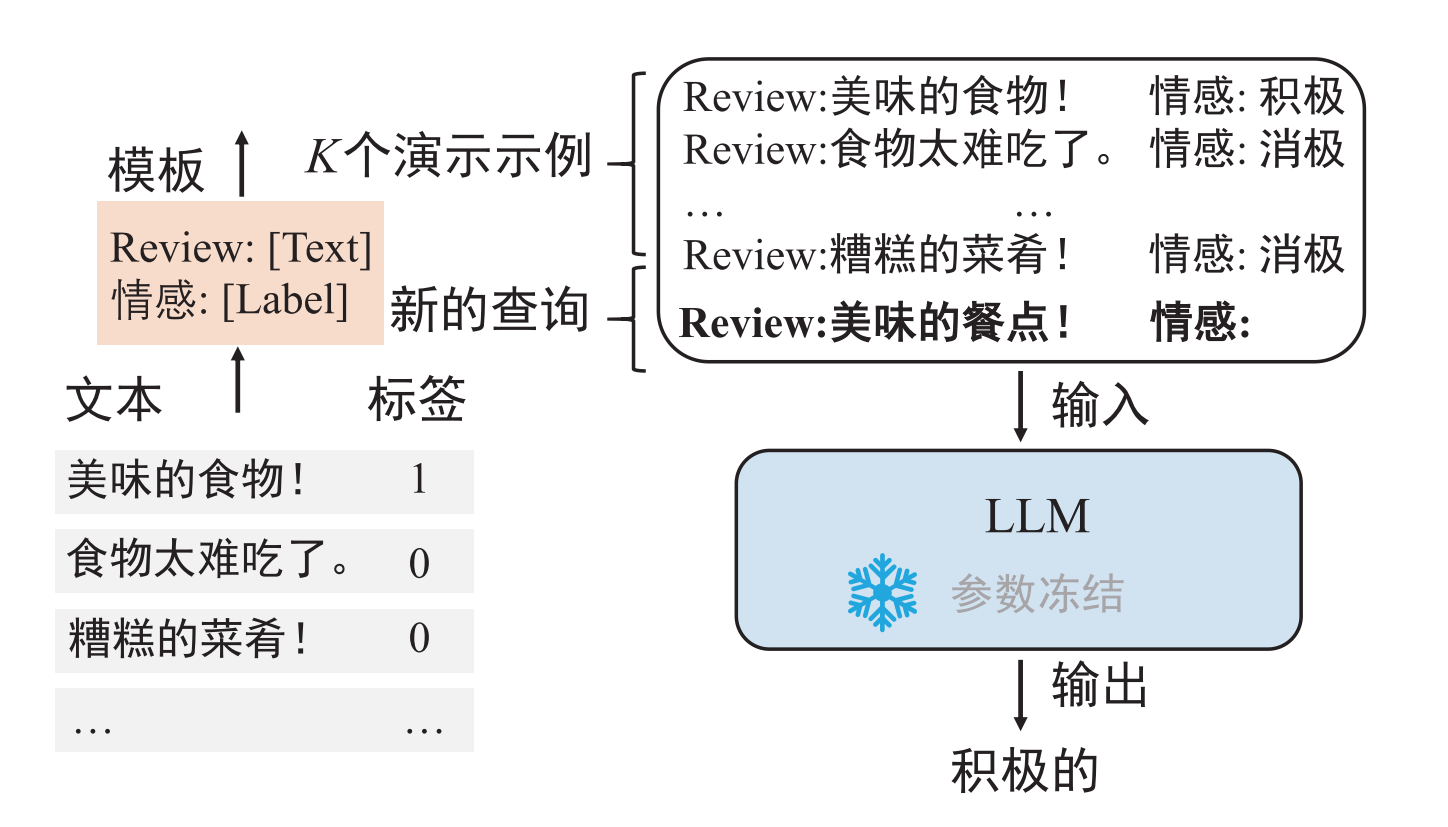 模板
Review: [Text]
情感: [Label]
文本 标签
美味的食物! 1
食物太难吃了。 0
糟糕的菜肴! 0
… …
K个演示示例
新的查询
Review:美味的食物! 情感: 积极
Review:食物太难吃了。 情感: 消极
… …
Review:糟糕的菜肴! 情感: 消极
Review:美味的餐点! 情感:
输入
LLM
参数冻结
输出
积极的